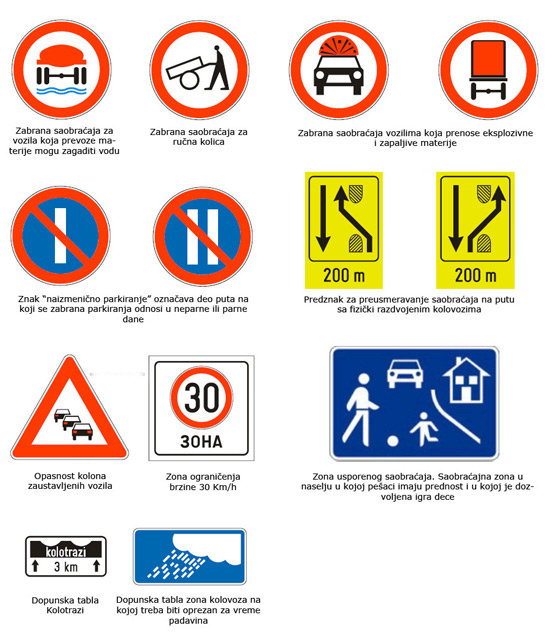 Zabrana saobraćaja za
vozila koja prevoze ma-
terije mogu zagaditi vodu
Zabrana saobraćaja za
ručna kolica
Zabrana saobraćaja vozilima koja prenose eksplozivne
i zapaljive materije
200 m
200 m
Znak “naizmenično parkiranje” označava deo puta na
koji se zabrana parkiranja odnosi u neparne ili parne
dane
Predznak za preusmeravanje saobraćaja na putu
sa fizički razdvojenim kolovozima
30
ЗОНА
Opasnost kolona
zaustavljenih vozila
Zona ograničenja
brzine 30 Km/h
Zona usporenog saobraćaja. Saobraćajna zona u
naselju u kojoj pešaci imaju prednost i u kojoj je doz-
voljena igra dece
kolotrazi
3 km
Dopunska tabla
Kolotrazi
Dopunska tabla zona kolovoza na
kojoj treba biti oprezan za vreme
padavina